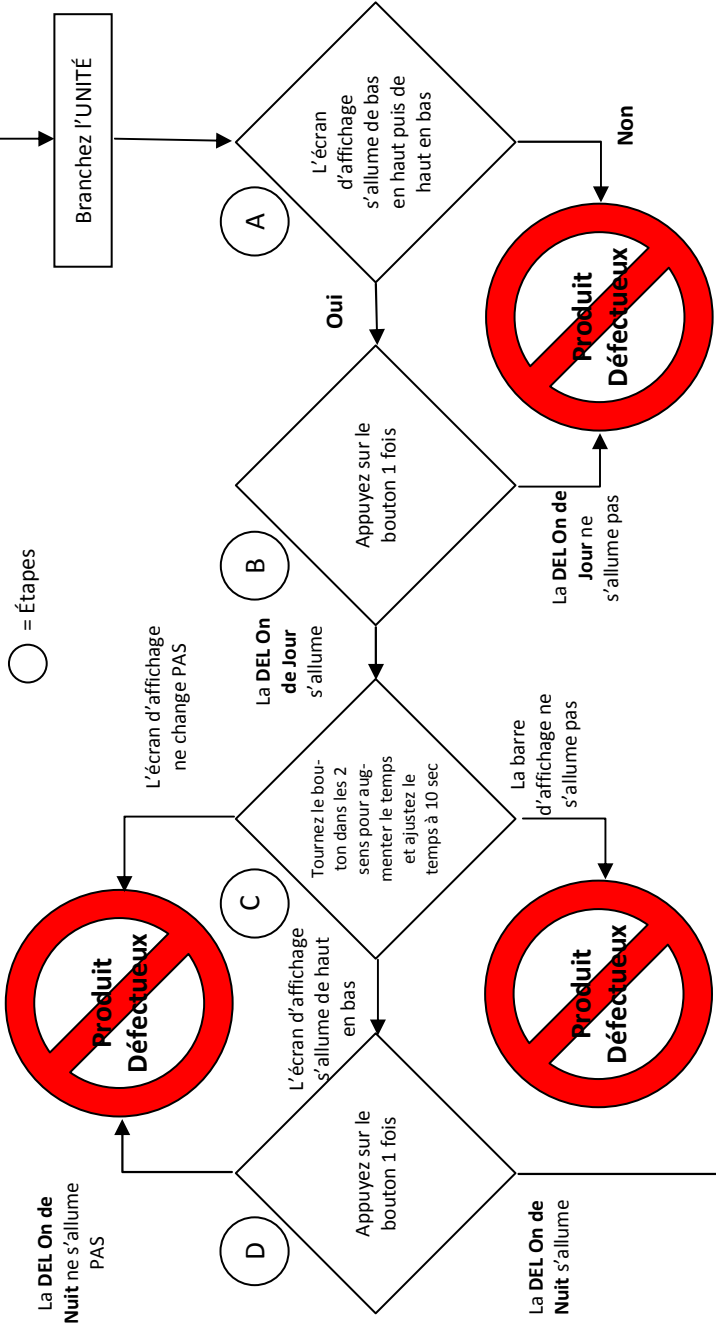 = Étapes
Branchez l'UNITÉ
A
L'écran
d'affichage
s'allume de bas
en haut puis de
haut en bas
Non
Oui
Produit
Défectueux
B
Appuyez sur le
bouton 1 fois
La DEL On de
Jour ne
s'allume pas
La DEL On
de Jour
s'allume
C
Tournez le bou-
ton dans les 2
sens pour aug-
menter le temps
et ajustez le
temps à 10 sec
L'écran d'affichage
ne change PAS
Produit
Défectueux
La barre
d'affichage ne
s'allume pas
Produit
Défectueux
L'écran d'affichage
s'allume de haut
en bas
D
Appuyez sur le
bouton 1 fois
La DEL On de
Nuit ne s'allume
PAS
La DEL On de
Nuit s'allume